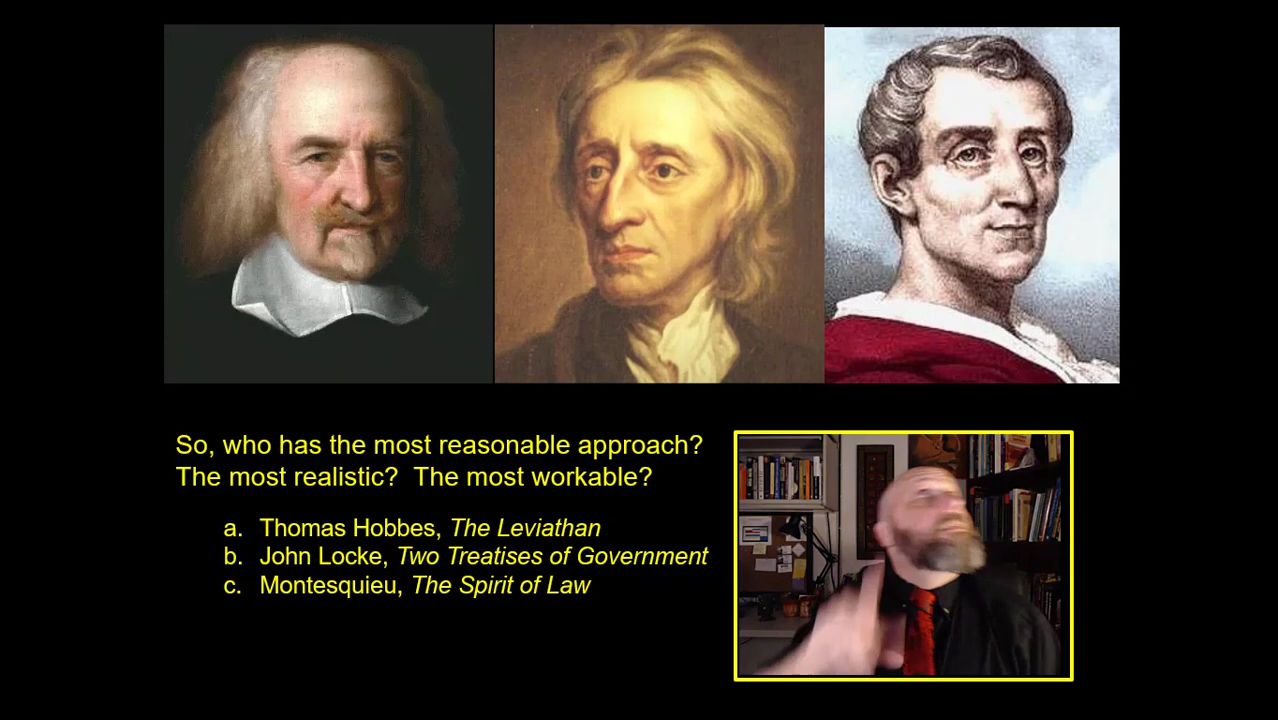 So, who has the most reasonable approach?
The most realistic?  The most workable?
a. Thomas Hobbes, The Leviathan
b. John Locke, Two Treatises of Government
c. Montesquieu, The Spirit of Law